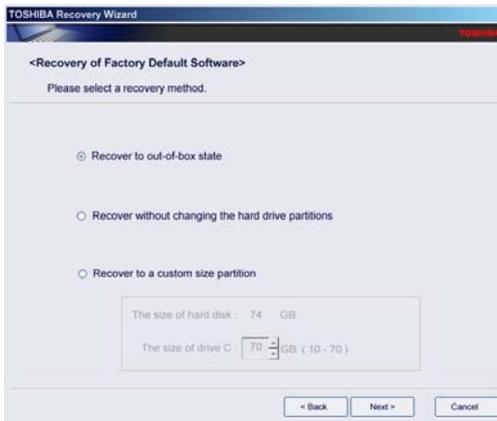 TOSHIBA Recovery Wizard
TOSHIBA
<Recovery of Factory Default Software>
Please select a recovery method.
Recover to out-of-box state
Recover without changing the hard drive partitions
Recover to a custom size partition
The size of hard disk : 74 GB
The size of drive C : 70 GB ( 10 - 70 )
< Back Next > Cancel